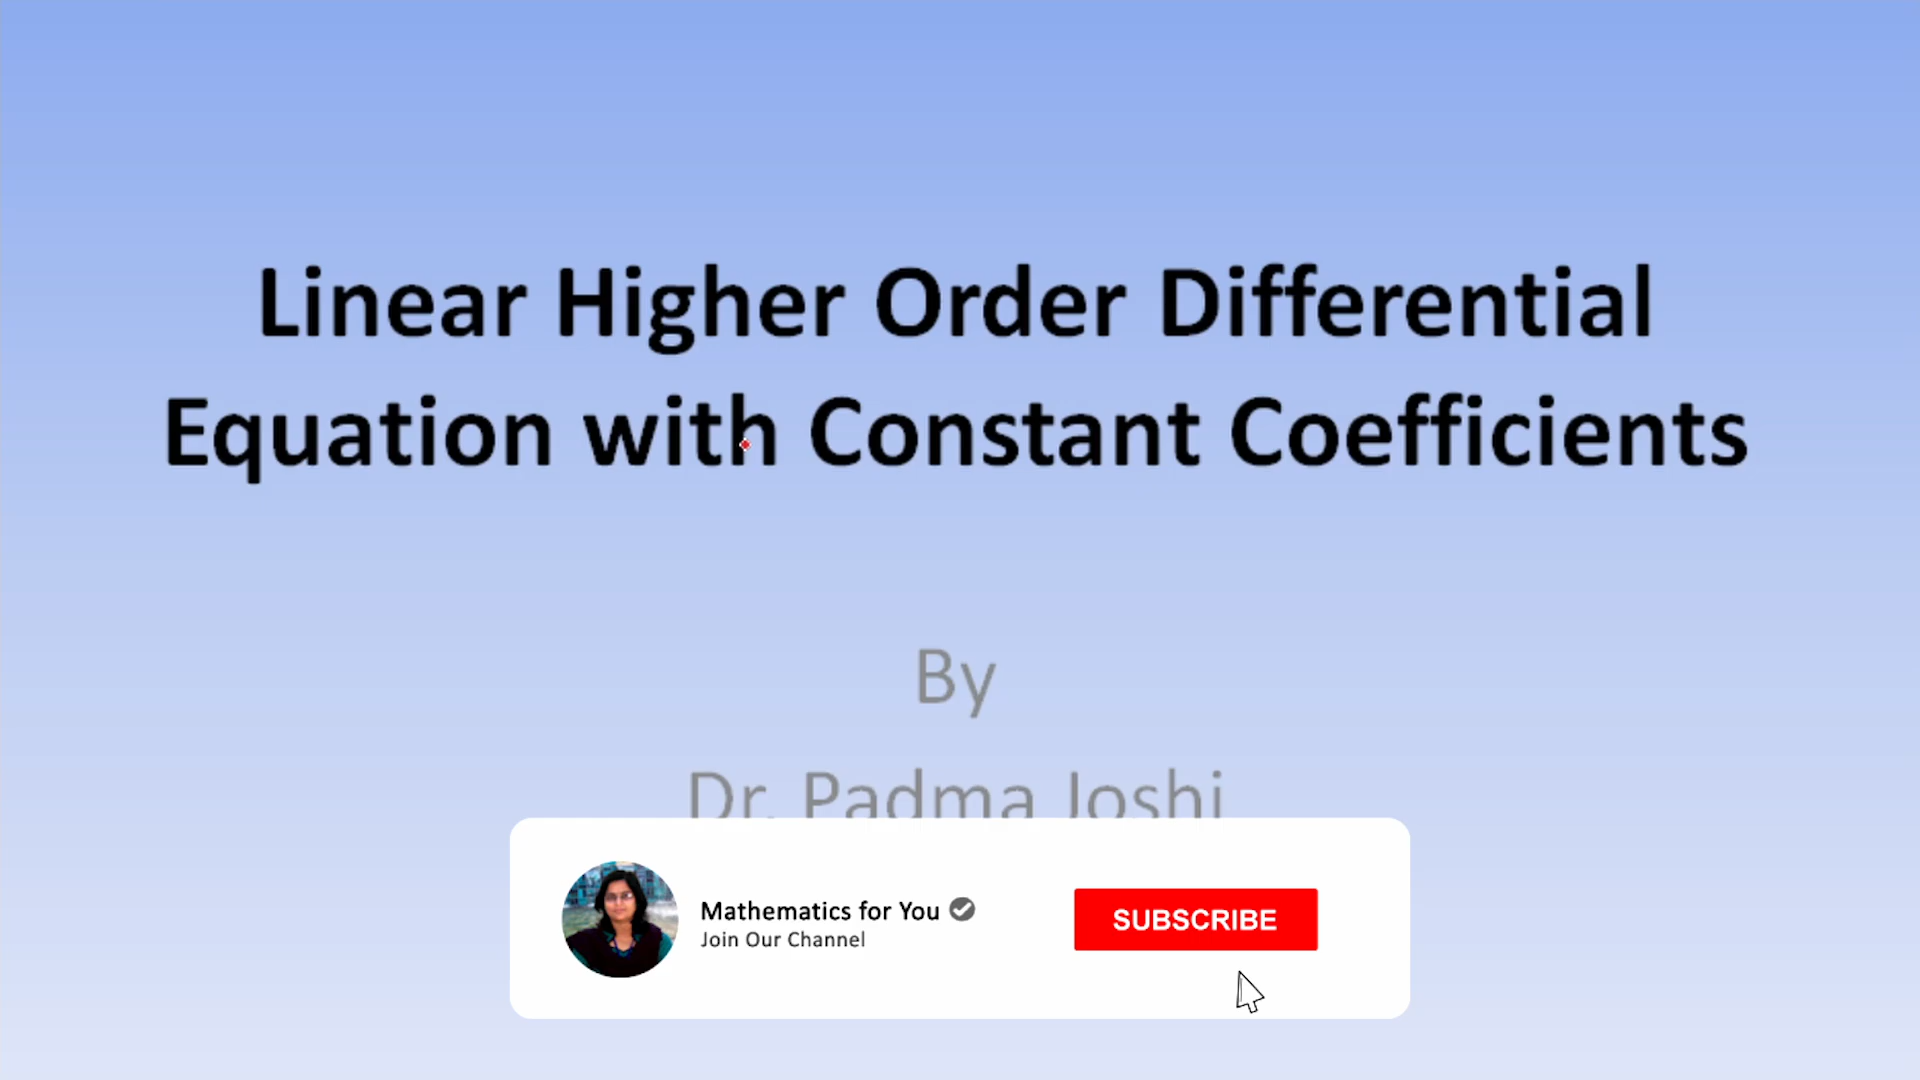 Linear Higher Order Differential
Equation with Constant Coefficients
By
Dr. Padma Joshi
Mathematics for You
Join Our Channel
SUBSCRIBE